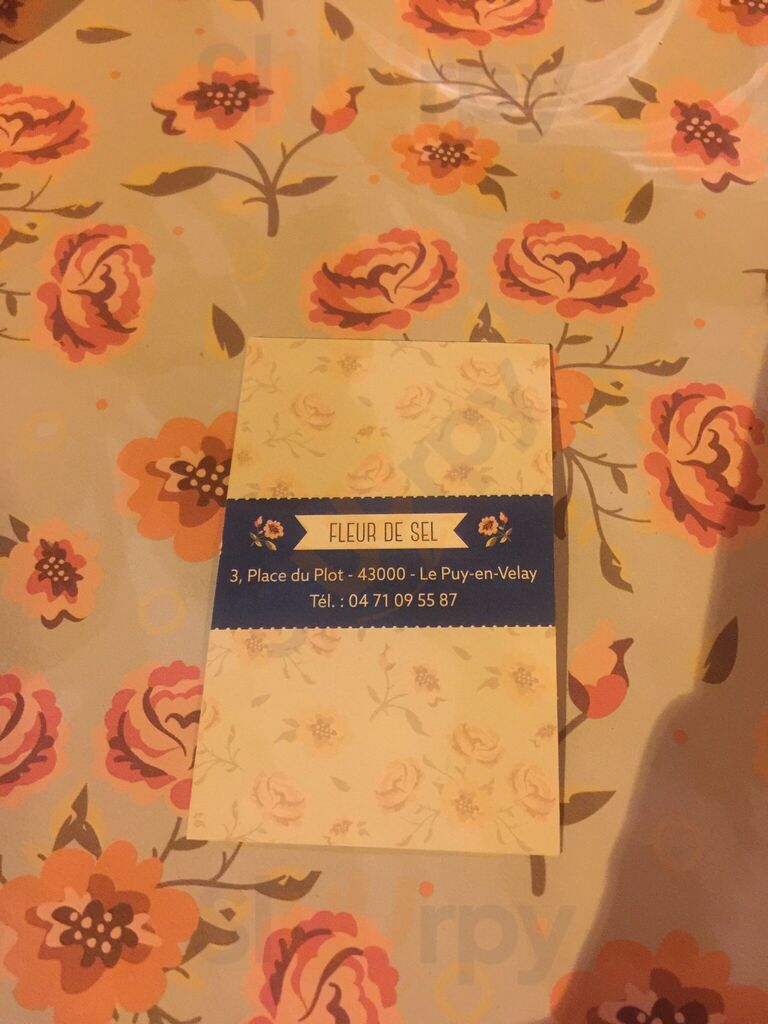 FLEUR DE SEL
3, Place du Plot - 43000 - Le Puy-en-Velay
Tél. : 04 71 09 55 87